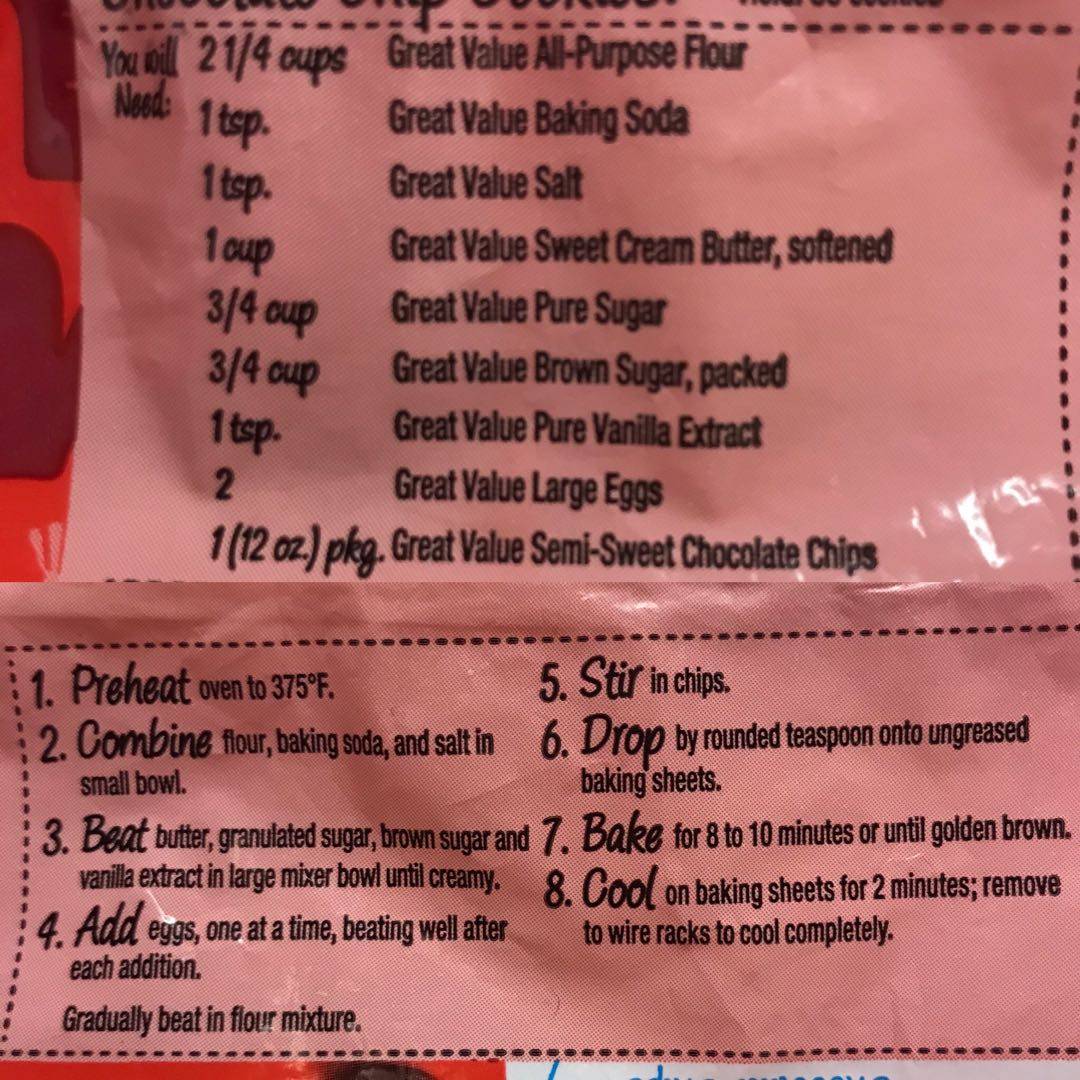 Chocolate Chip Cookies:
You will Need:
2 1/4 cups Great Value All-Purpose Flour
1 tsp. Great Value Baking Soda
1 tsp. Great Value Salt
1 cup Great Value Sweet Cream Butter, softened
3/4 cup Great Value Pure Sugar
3/4 cup Great Value Brown Sugar, packed
1 tsp. Great Value Pure Vanilla Extract
2 Great Value Large Eggs
1 (12 oz.) pkg. Great Value Semi-Sweet Chocolate Chips
1. Preheat oven to 375°F.
2. Combine flour, baking soda, and salt in
small bowl.
3. Beat butter, granulated sugar, brown sugar and
vanilla extract in large mixer bowl until creamy.
4. Add eggs, one at a time, beating well after
each addition.
Gradually beat in flour mixture.
5. Stir in chips.
6. Drop by rounded teaspoon onto ungreased
baking sheets.
7. Bake for 8 to 10 minutes or until golden brown.
8. Cool on baking sheets for 2 minutes; remove
to wire racks to cool completely.